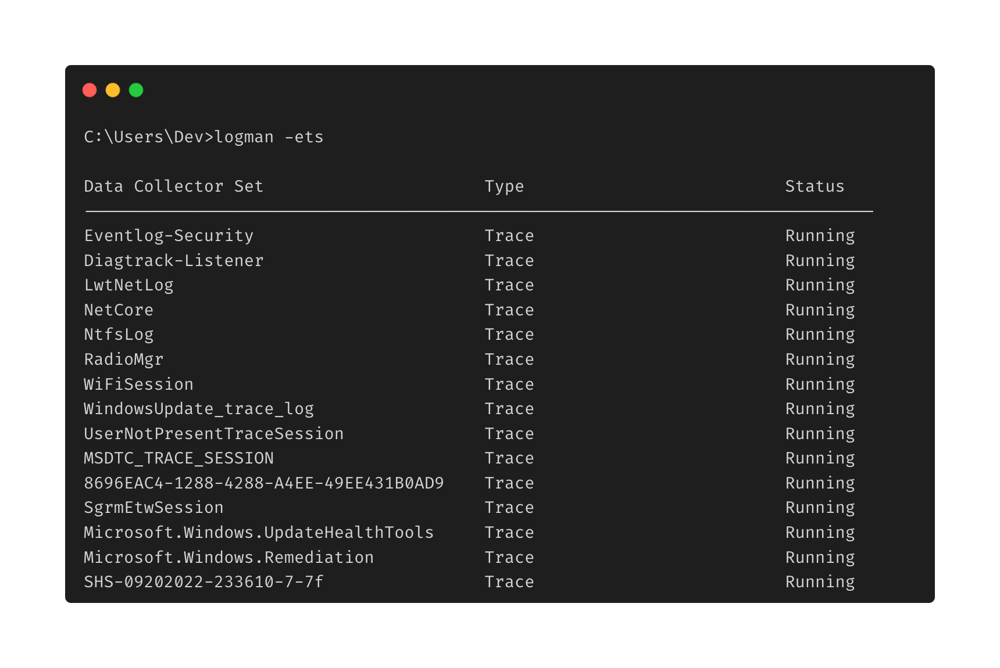 C:\Users\Dev>logman -ets
Data Collector Set Type Status
Eventlog-Security Trace Running
Diagtrack-Listener Trace Running
LwtNetLog Trace Running
NetCore Trace Running
NtfsLog Trace Running
RadioMgr Trace Running
WiFiSession Trace Running
WindowsUpdate_trace_log Trace Running
UserNotPresentTraceSession Trace Running
MSDTC_TRACE_SESSION Trace Running
8696EAC4-1288-4288-A4EE-49EE431B0AD9 Trace Running
SgrmEtwSession Trace Running
Microsoft.Windows.UpdateHealthTools Trace Running
Microsoft.Windows.Remediation Trace Running
SHS-09202022-233610-7-7f Trace Running